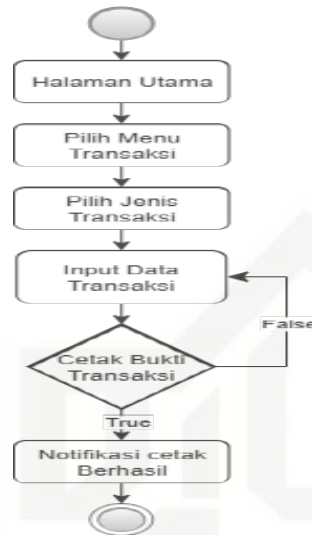 Halaman Utama
Pilih Menu
Transaksi
Pilih Jenis
Transaksi
Input Data
Transaksi
False
Cetak Bukti
Transaksi
True
Notifikasi cetak
Berhasil